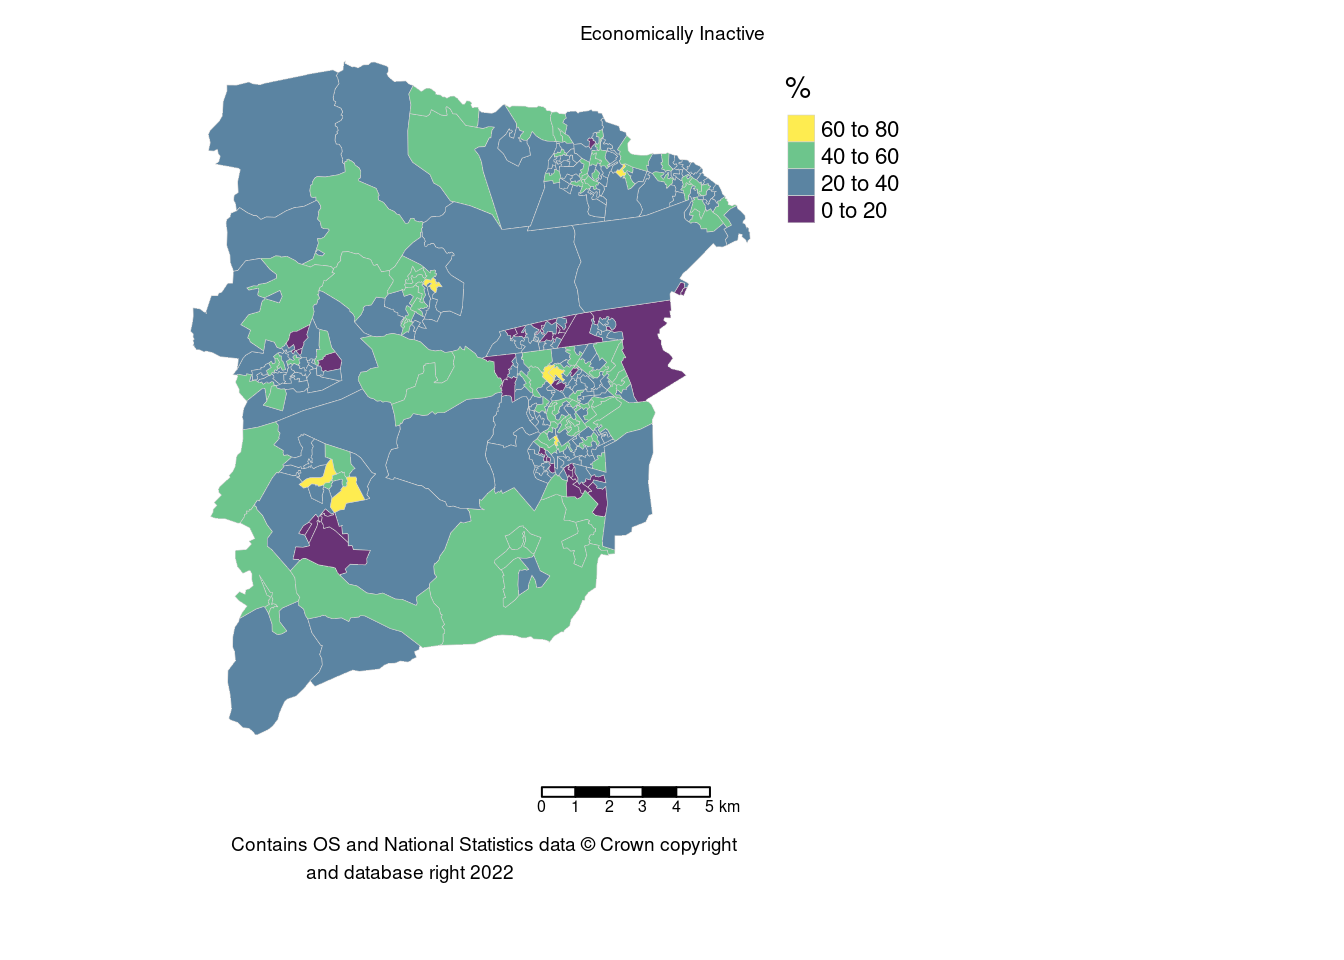 Economically Inactive
%
60 to 80
40 to 60
20 to 40
0 to 20
0 1 2 3 4 5 km
Contains OS and National Statistics data © Crown copyright
and database right 2022